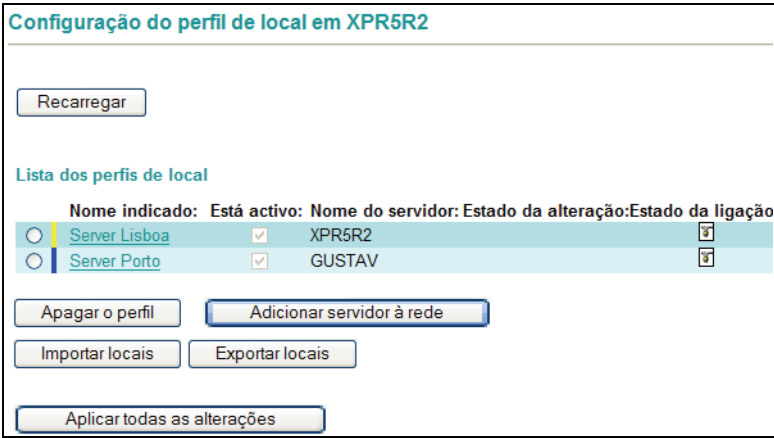 Configuração do perfil de local em XPR5R2
Recarregar
Lista dos perfis de local
Nome indicado: Está activo: Nome do servidor: Estado da alteração:Estado da ligação
Server Lisboa XPR5R2
Server Porto GUSTAV
Apagar o perfil Adicionar servidor à rede
Importar locais Exportar locais
Aplicar todas as alterações